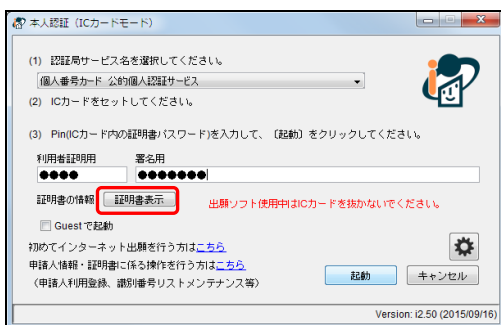 本人認証（ICカードモード）
(1) 認証局サービス名を選択してください。
個人番号カード 公的個人認証サービス
(2) ICカードをセットしてください。
(3) Pin(ICカード内の証明書パスワード)を入力して、〔起動〕をクリックしてください。
利用者証明用 署名用
●●●● ●●●●●●●
証明書の情報 証明書表示 出願ソフト使用中はICカードを抜かないでください。
Guestで起動
初めてインターネット出願を行う方はこちら
申請人情報・証明書に係る操作を行う方はこちら
（申請人利用登録、識別番号リストメンテナンス等）
起動 キャンセル
Version: i2.50 (2015/09/16)